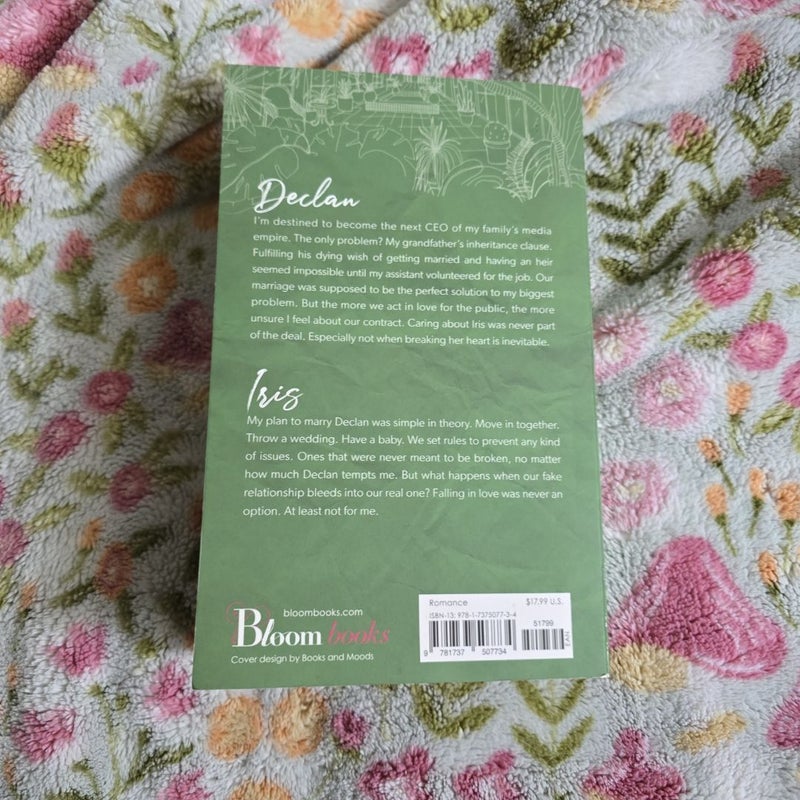 Declan
I'm destined to become the next CEO of my family's media
empire. The only problem? My grandfather's inheritance clause.
Fulfilling his dying wish of getting married and having an heir
seemed impossible until my assistant volunteered for the job. Our
marriage was supposed to be the perfect solution to my biggest
problem. But the more we act in love for the public, the more
unsure I feel about our contract. Caring about Iris was never part
of the deal. Especially not when breaking her heart is inevitable.
Iris
My plan to marry Declan was simple in theory. Move in together.
Throw a wedding. Have a baby. We set rules to prevent any kind
of issues. Ones that were never meant to be broken, no matter
how much Declan tempts me. But what happens when our fake
relationship bleeds into our real one? Falling in love was never an
option. At least not for me.
bloombooks.com
Bloom books
Cover design by Books and Moods
Romance $17.99 U.S.
ISBN-13: 978-1-7375077-3-4
51799
EAN
9 781737 507734